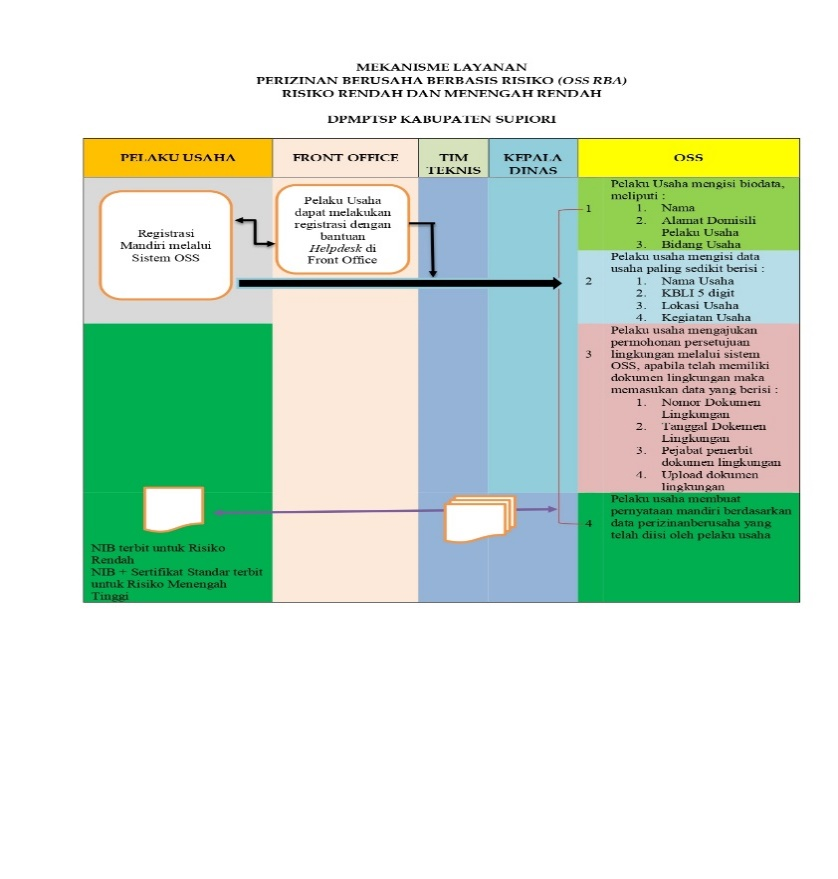 MEKANISME LAYANAN
PERIZINAN BERUSAHA BERBASIS RISIKO (OSS RBA)
RISIKO RENDAH DAN MENENGAH RENDAH
DPMPTSP KABUPATEN SUPIORI
PELAKU USAHA
FRONT OFFICE
TIM
TEKNIS
KEPALA
DINAS
OSS
Registrasi
Mandiri melalui
Sistem OSS
Pelaku Usaha
dapat melakukan
registrasi dengan
bantuan
Helpdesk di
Front Office
1
Pelaku Usaha mengisi biodata,
meliputi :
1. Nama
2. Alamat Domisili
Pelaku Usaha
3. Bidang Usaha
2
Pelaku usaha mengisi data
usaha paling sedikit berisi :
1. Nama Usaha
2. KBLI 5 digit
3. Lokasi Usaha
4. Kegiatan Usaha
3
Pelaku usaha mengajukan
permohonan persetujuan
lingkungan melalui sistem
OSS, apabila telah memiliki
dokumen lingkungan maka
memasukan data yang berisi :
1. Nomor Dokumen
Lingkungan
2. Tanggal Dokemen
Lingkungan
3. Pejabat penerbit
dokumen lingkungan
4. Upload dokumen
lingkungan
4
Pelaku usaha membuat
pernyataan mandiri berdasarkan
data perizinanberusaha yang
telah diisi oleh pelaku usaha
NIB terbit untuk Risiko
Rendah
NIB + Sertifikat Standar terbit
untuk Risiko Menengah
Tinggi